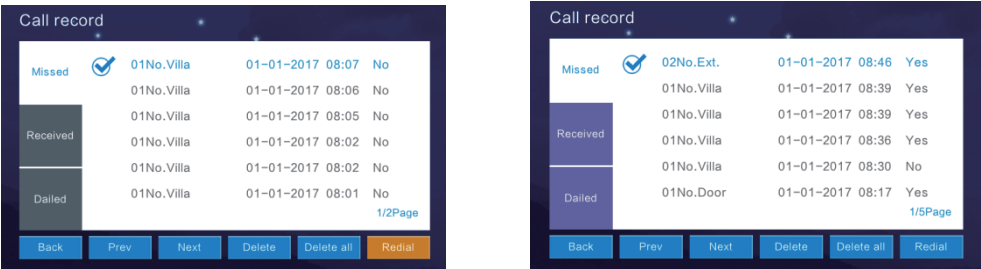 Call record
Missed
01No.Villa 01-01-2017 08:07 No
01No.Villa 01-01-2017 08:06 No
01No.Villa 01-01-2017 08:05 No
Received
01No.Villa 01-01-2017 08:02 No
01No.Villa 01-01-2017 08:02 No
Dailed
01No.Villa 01-01-2017 08:01 No
1/2Page
Back Prev Next Delete Delete all Redial
Call record
Missed
02No.Ext. 01-01-2017 08:46 Yes
01No.Villa 01-01-2017 08:39 Yes
01No.Villa 01-01-2017 08:39 Yes
Received
01No.Villa 01-01-2017 08:36 Yes
01No.Villa 01-01-2017 08:30 No
Dailed
01No.Door 01-01-2017 08:17 Yes
1/5Page
Back Prev Next Delete Delete all Redial